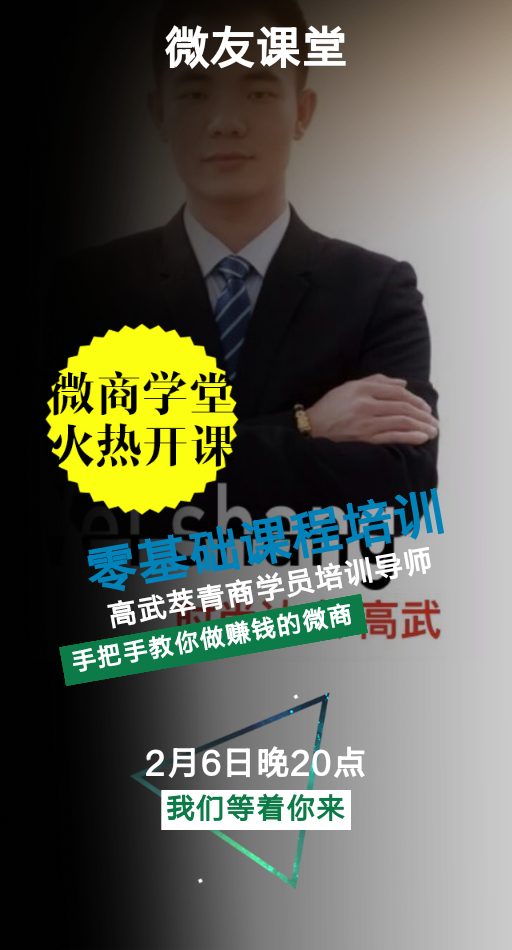 微友课堂
微商学堂
火热开课
零基础课程培训
高武萃青商学员培训导师
高武
手把手教你做赚钱的微商
2月6日晚20点
我们等着你来